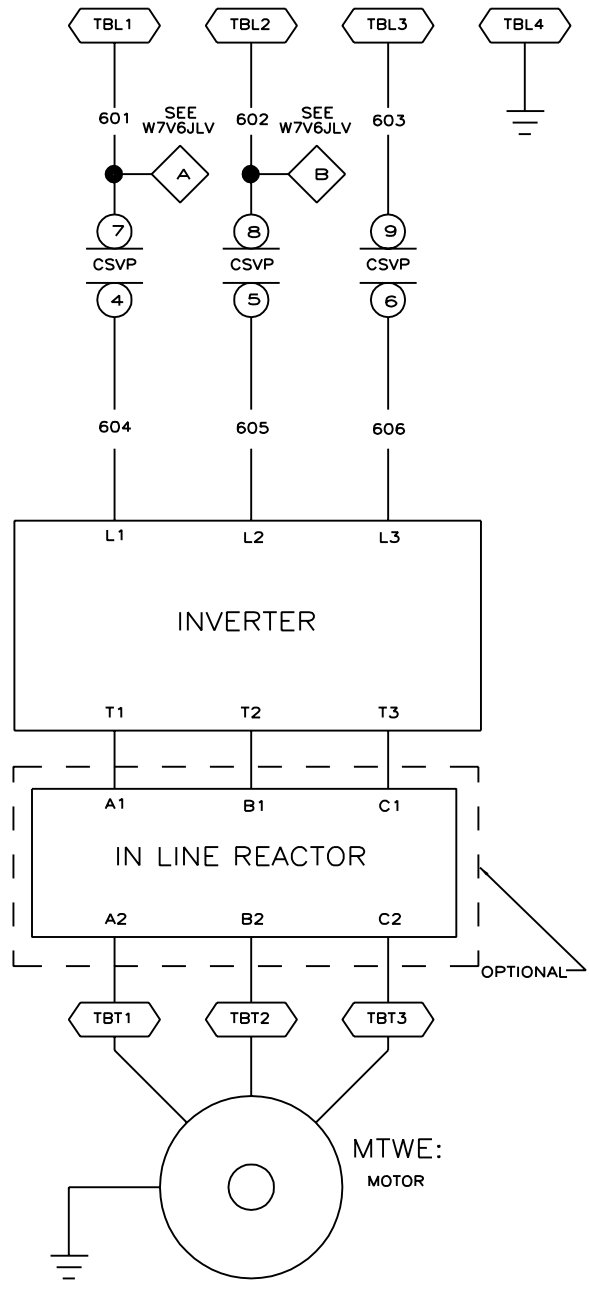 TBL1 TBL2 TBL3 TBL4
601 SEE W7V6JLV 602 SEE W7V6JLV 603
A B
7 8 9
CSVP CSVP CSVP
4 5 6
604 605 606
L1 L2 L3
INVERTER
T1 T2 T3
A1 B1 C1
IN LINE REACTOR
A2 B2 C2
OPTIONAL
TBT1 TBT2 TBT3
MTWE:
MOTOR